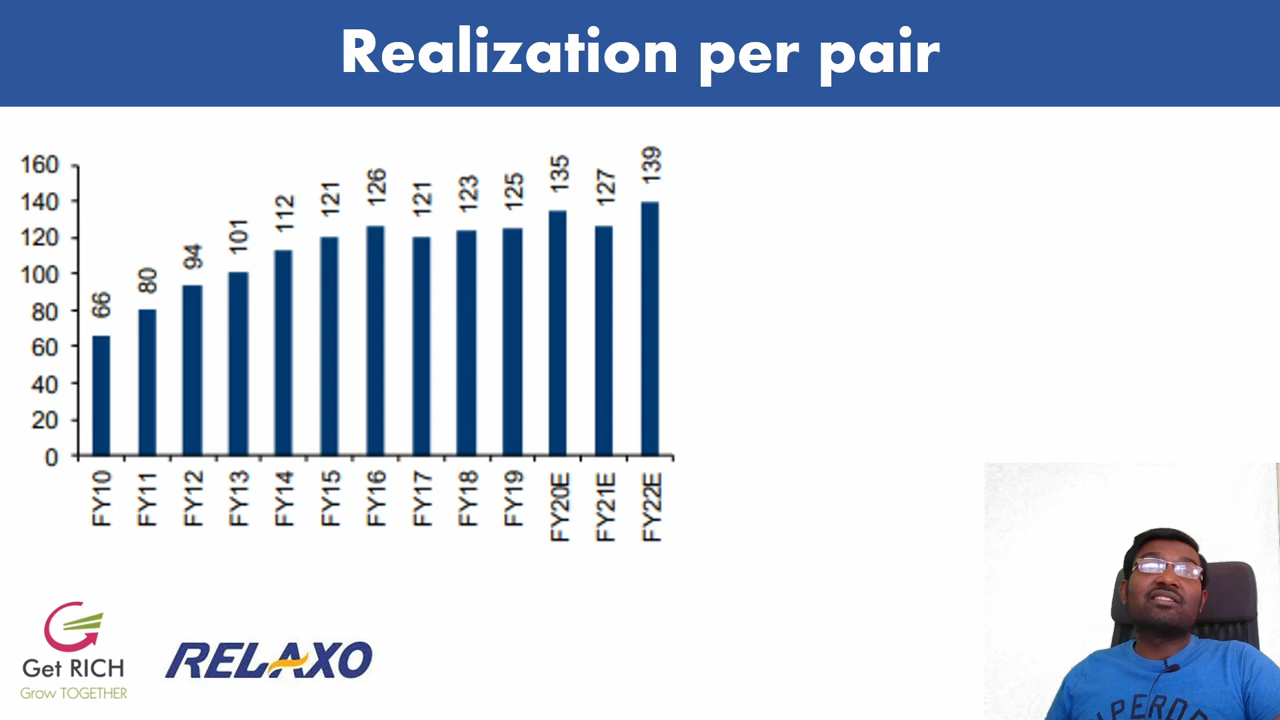 Realization per pair
160
140
120
100
80
60
40
20
0
66
80
94
101
112
121
126
121
123
125
135
127
139
FY10
FY11
FY12
FY13
FY14
FY15
FY16
FY17
FY18
FY19
FY20E
FY21E
FY22E
Get RICH
Grow TOGETHER
RELAXO